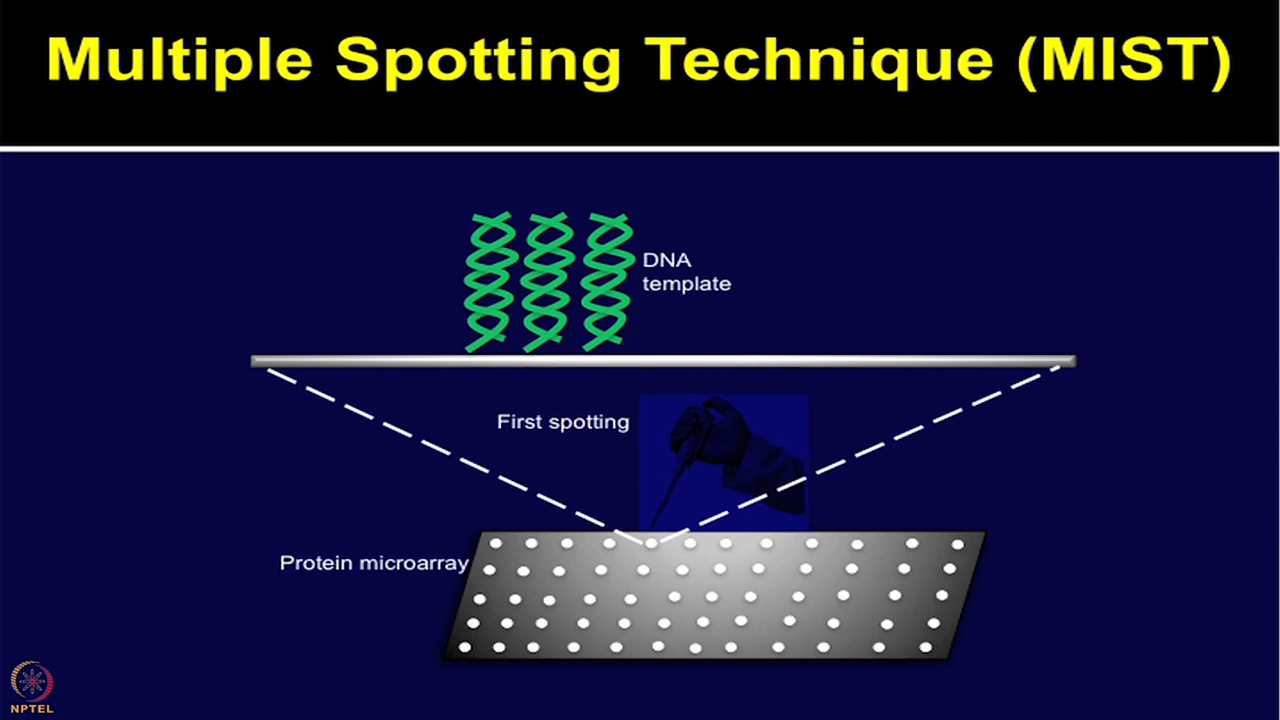 Multiple Spotting Technique (MIST)
DNA
template
First spotting
Protein microarray
NPTEL